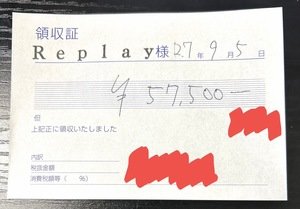 領収証
Replay様 27年9月5日
¥57,500―
但
上記正に領収いたしました
内訳
税抜金額
消費税額等（　％）